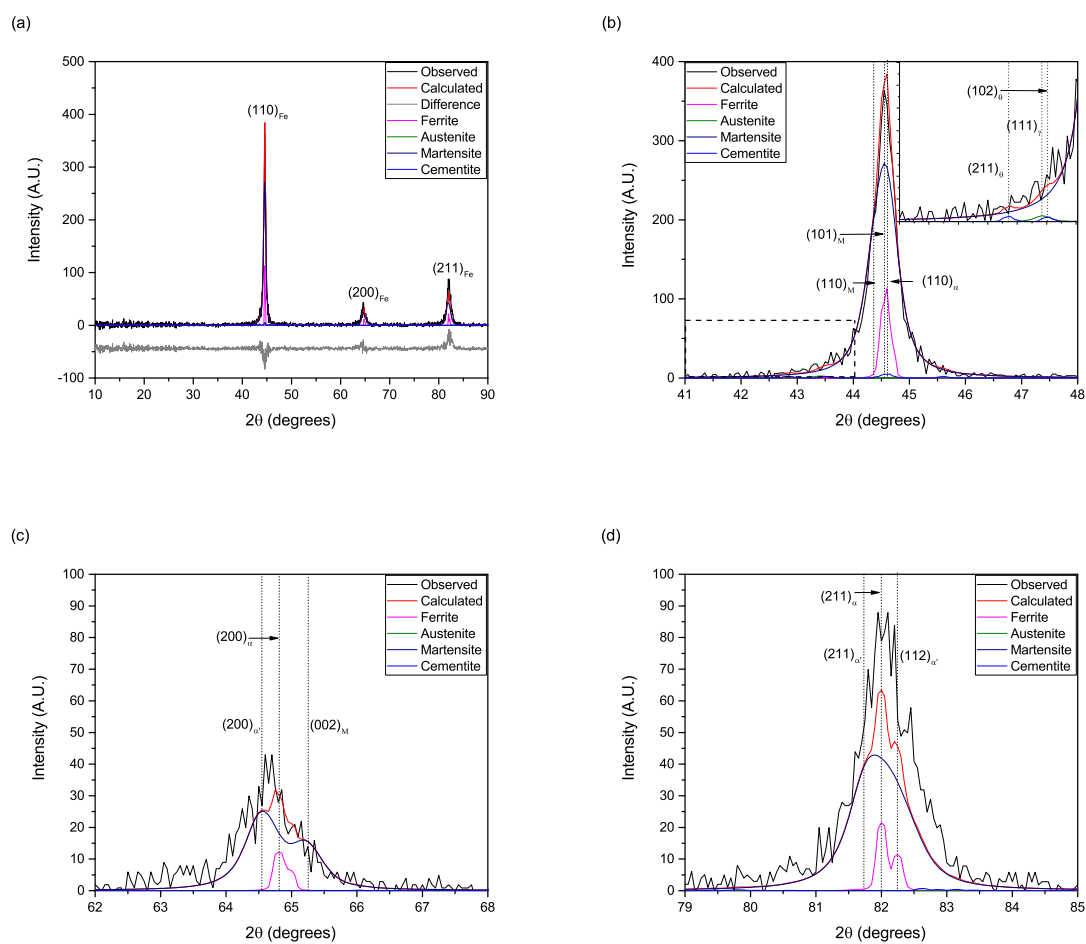 (a)
500
400
300
200
100
0
-100
10 20 30 40 50 60 70 80 90
Intensity (A.U.)
2θ (degrees)
Observed
Calculated
Difference
Ferrite
Austenite
Martensite
Cementite
(110)Fe
(200)Fe
(211)Fe
(b)
400
300
200
100
0
41 42 43 44 45 46 47 48
Intensity (A.U.)
2θ (degrees)
Observed
Calculated
Ferrite
Austenite
Martensite
Cementite
(102)θ
(111)γ
(211)θ
(101)M
(110)M
(110)α
(c)
100
90
80
70
60
50
40
30
20
10
0
62 63 64 65 66 67 68
Intensity (A.U.)
2θ (degrees)
Observed
Calculated
Ferrite
Austenite
Martensite
Cementite
(200)α
(200)α'
(002)M
(d)
100
90
80
70
60
50
40
30
20
10
0
79 80 81 82 83 84 85
Intensity (A.U.)
2θ (degrees)
Observed
Calculated
Ferrite
Austenite
Martensite
Cementite
(211)α
(211)α'
(112)α'